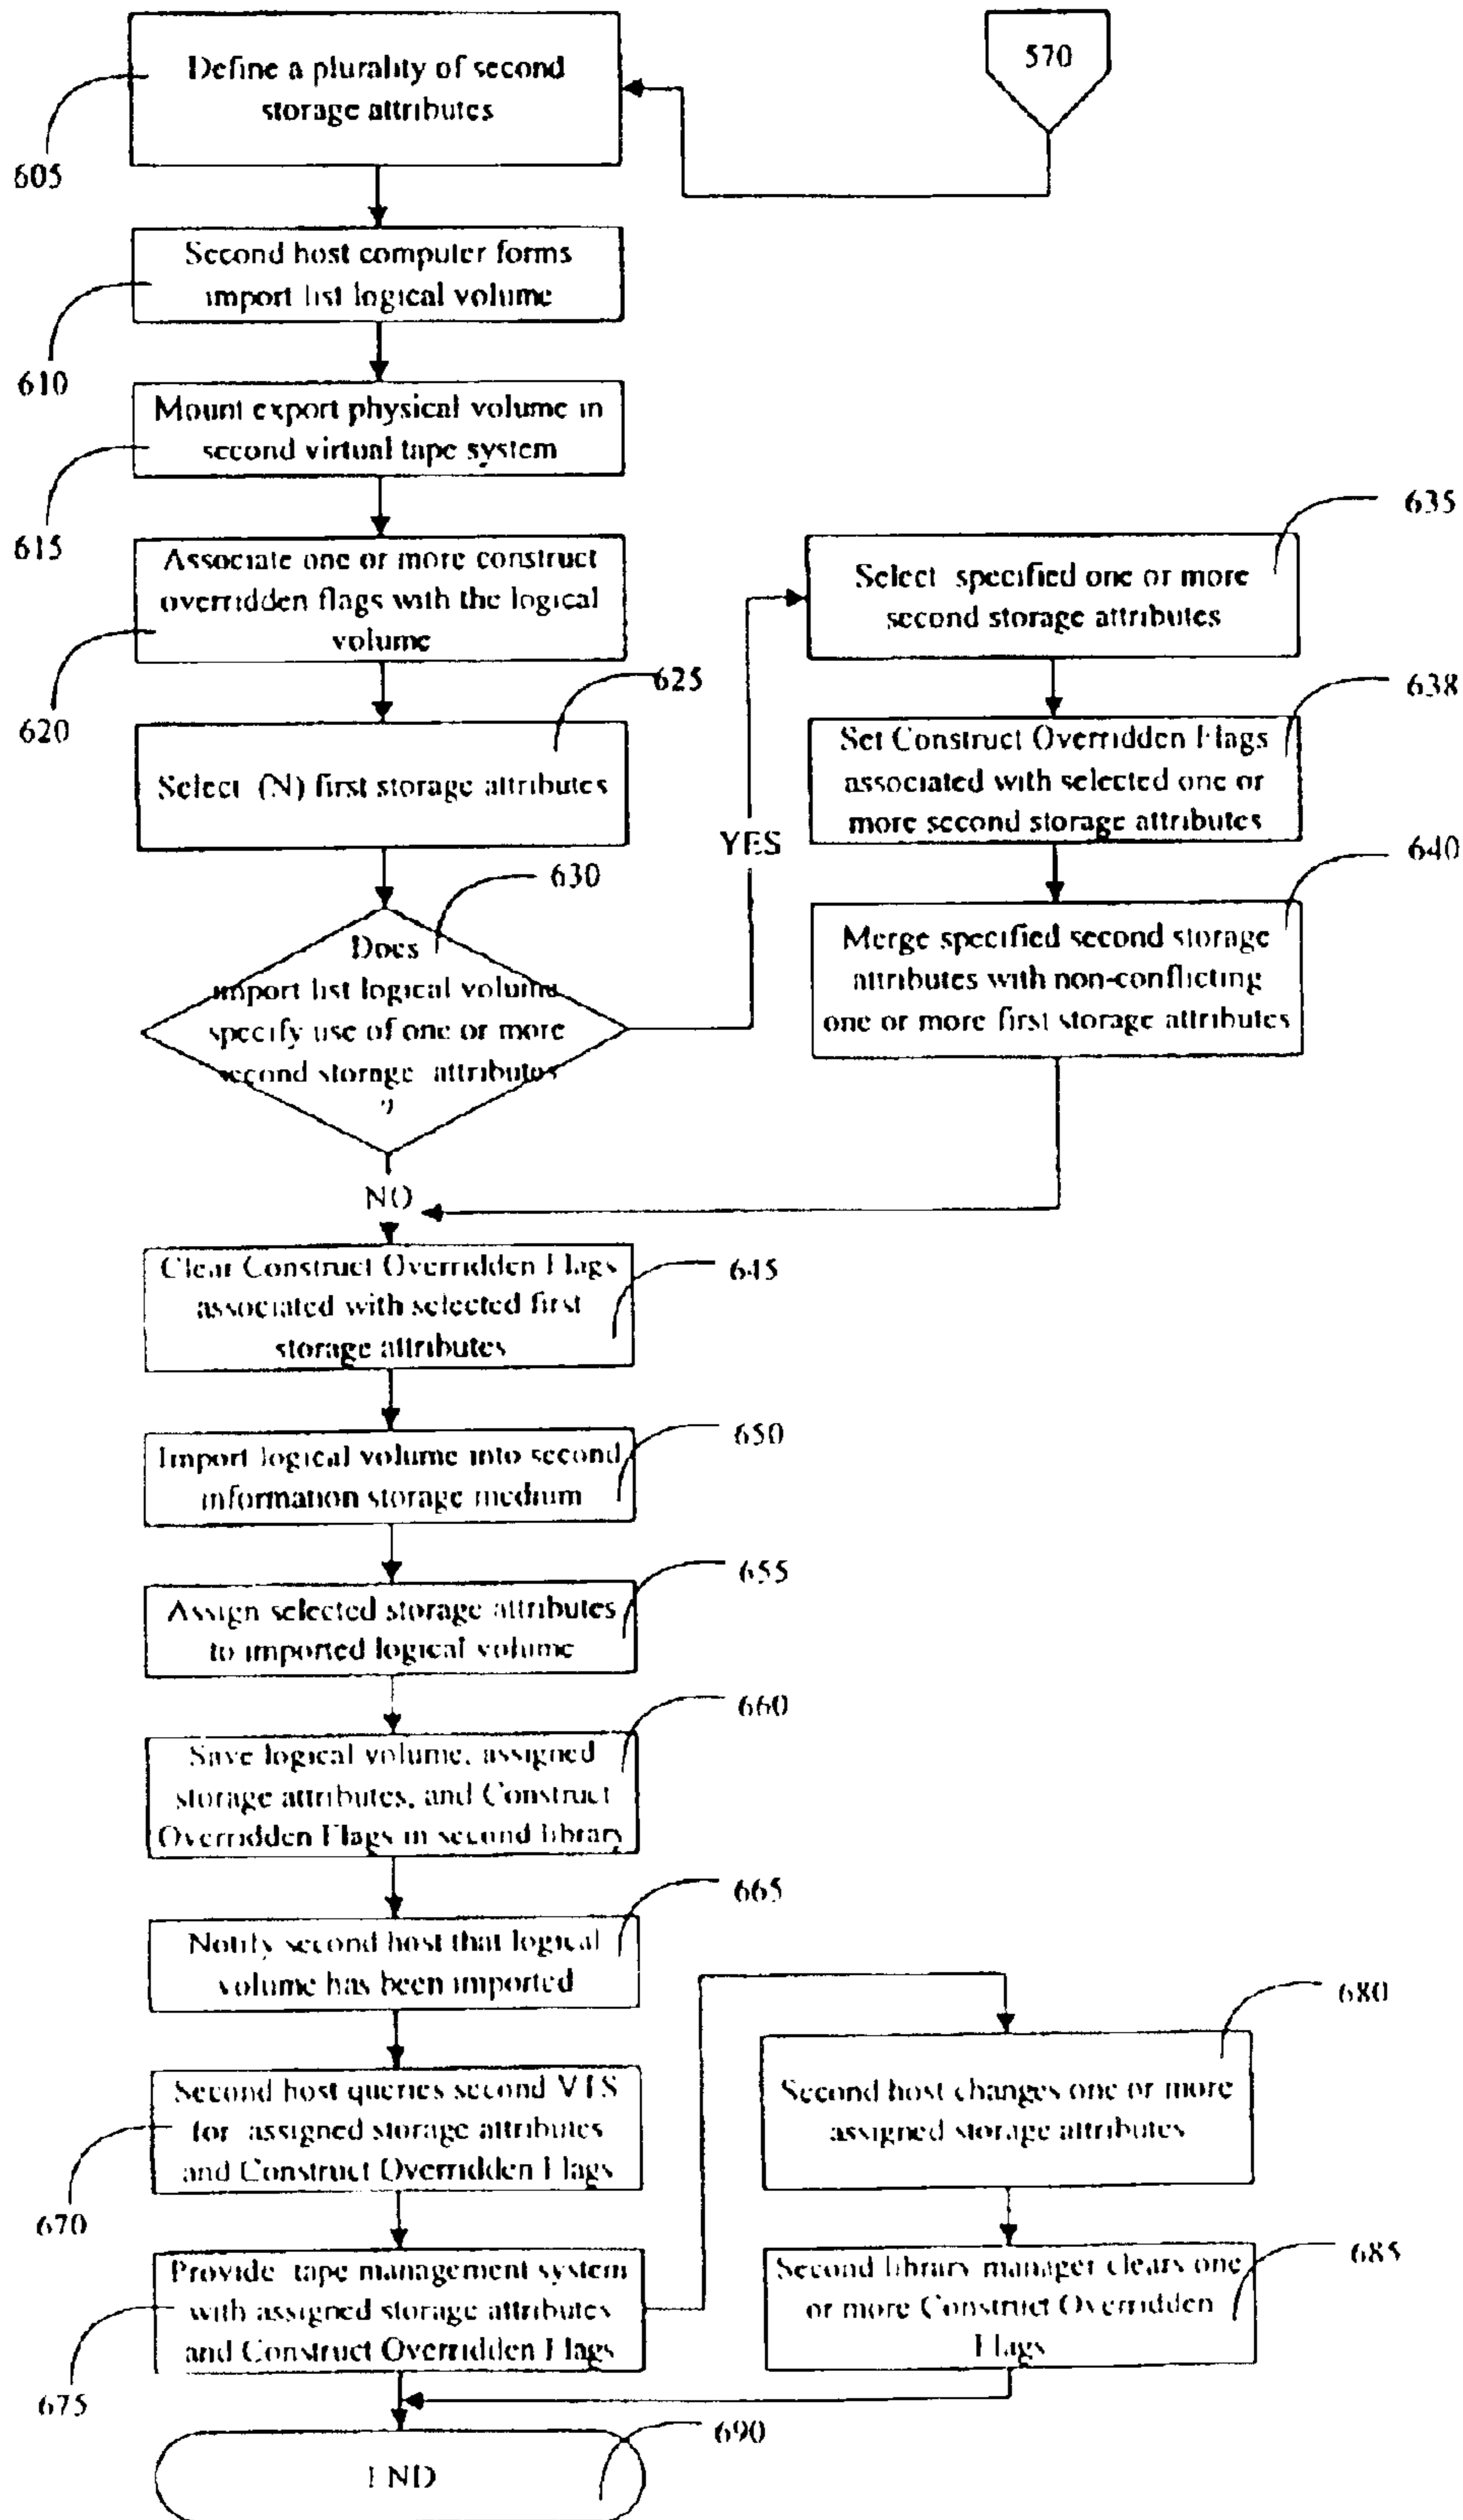 570
Define a plurality of second
storage attributes
605
Second host computer forms
import list logical volume
610
Mount export physical volume in
second virtual tape system
615
Associate one or more construct
overridden flags with the logical
volume
620
625
Select (N) first storage attributes
630
Does
import list logical volume
specify use of one or more
second storage attributes
?
YES
NO
635
Select specified one or more
second storage attributes
638
Set Construct Overridden Flags
associated with selected one or
more second storage attributes
640
Merge specified second storage
attributes with non-conflicting
one or more first storage attributes
645
Clear Construct Overridden Flags
associated with selected first
storage attributes
650
Import logical volume into second
information storage medium
655
Assign selected storage attributes
to imported logical volume
660
Save logical volume, assigned
storage attributes, and Construct
Overridden Flags in second library
665
Notify second host that logical
volume has been imported
Second host queries second VTS
for assigned storage attributes
and Construct Overridden Flags
670
Provide tape management system
with assigned storage attributes
and Construct Overridden Flags
675
680
Second host changes one or more
assigned storage attributes
685
Second library manager clears one
or more Construct Overridden
Flags
690
END